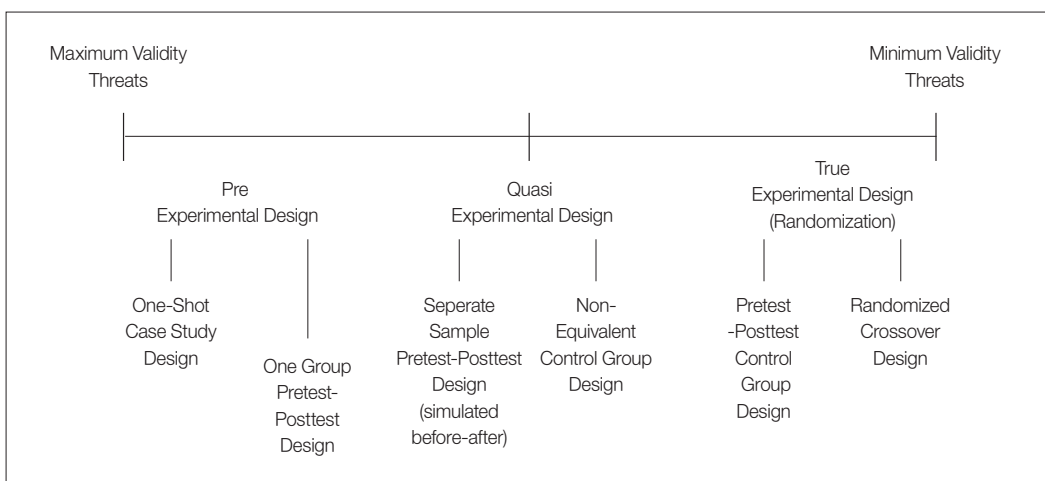 Maximum Validity
Threats
Minimum Validity
Threats
Pre
Experimental Design
Quasi
Experimental Design
True
Experimental Design
(Randomization)
One-Shot
Case Study
Design
One Group
Pretest-
Posttest
Design
Seperate
Sample
Pretest-Posttest
Design
(simulated
before-after)
Non-
Equivalent
Control Group
Design
Pretest
-Posttest
Control
Group
Design
Randomized
Crossover
Design